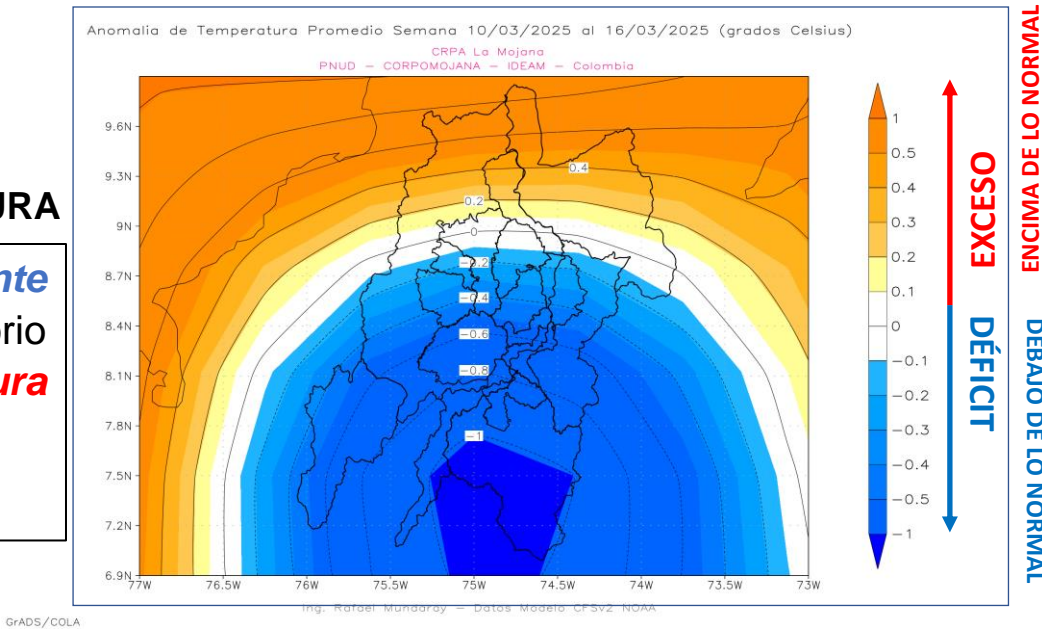 Anomalia de Temperatura Promedio Semana 10/03/2025 al 16/03/2025 (grados Celsius)
CRPA La Mojana
PNUD – CORPOMOJANA – IDEAM – Colombia
URA
nte
rio
ura
9.6N
9.3N
9N
8.7N
8.4N
8.1N
7.8N
7.5N
7.2N
6.9N
77W
76.5W
76W
75.5W
75W
74.5W
74W
73.5W
73W
0.4
0.2
0
-0.2
-0.4
-0.6
-0.8
-1
1
0.5
0.4
0.3
0.2
0.1
0
-0.1
-0.2
-0.3
-0.4
-0.5
-1
EXCESO
DÉFICIT
ENCIMA DE LO NORMAL
DEBAJO DE LO NORMAL
Ing. Rafael Mundaray – Datos Modelo CFSv2 NOAA
GrADS/COLA